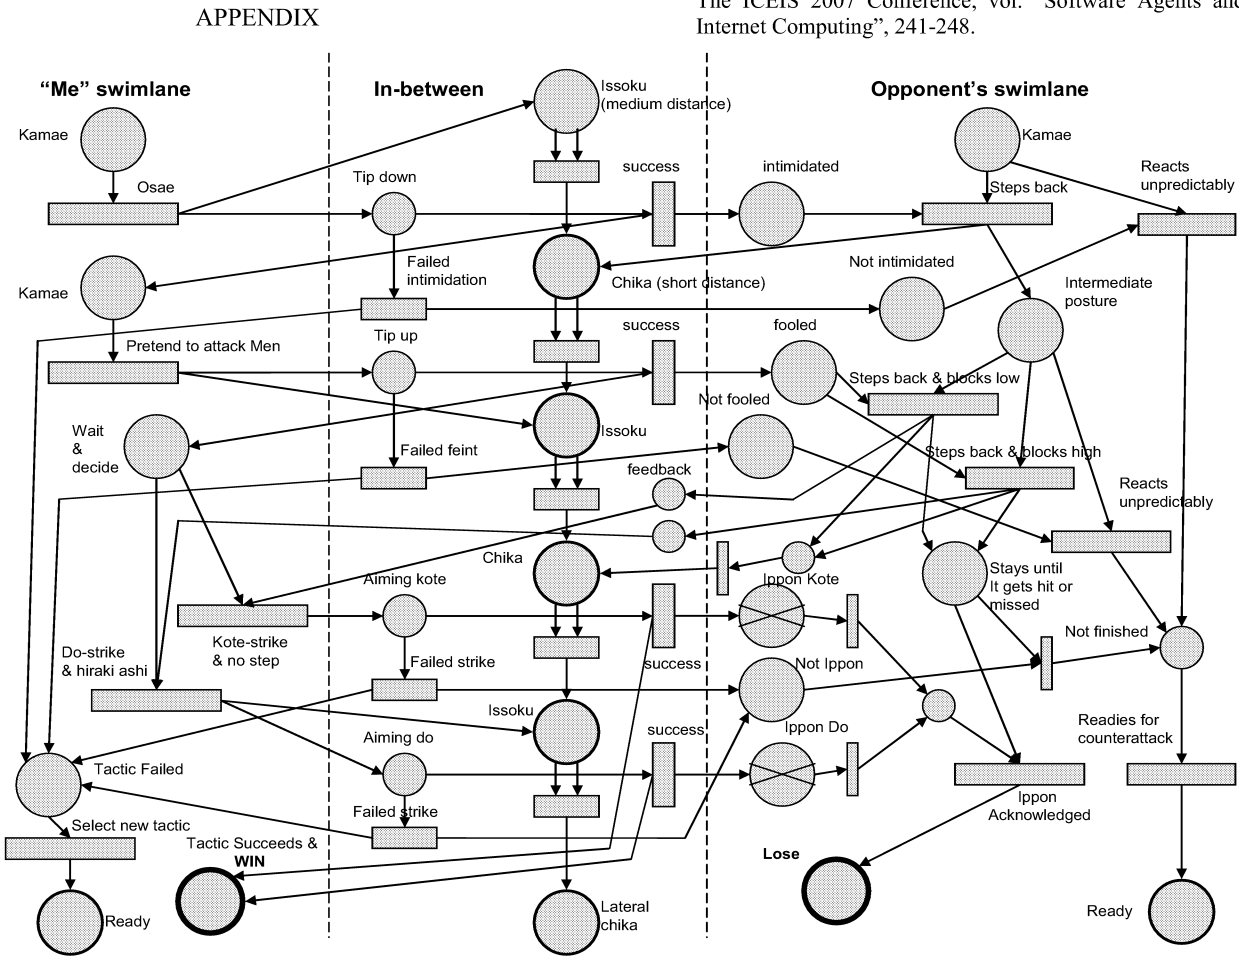 APPENDIX
The ICEIS 2007 Conference, vol. "Software Agents and
Internet Computing", 241-248.
"Me" swimlane
In-between
Opponent's swimlane
Issoku
(medium distance)
Kamae
Kamae
Osae
Tip down
success
intimidated
Steps back
Reacts
unpredictably
Kamae
Failed
intimidation
Chika (short distance)
Not intimidated
Intermediate
posture
Pretend to attack Men
Tip up
success
fooled
Steps back & blocks low
Not fooled
Wait
&
decide
Failed feint
Issoku
feedback
Steps back & blocks high
Reacts
unpredictably
Chika
Aiming kote
Ippon Kote
Stays until
It gets hit or
missed
Kote-strike
& no step
Do-strike
& hiraki ashi
Failed strike
success
Not Ippon
Not finished
Issoku
Aiming do
success
Ippon Do
Readies for
counterattack
Tactic Failed
Failed strike
Ippon
Acknowledged
Select new tactic
Tactic Succeeds &
WIN
Lose
Ready
Lateral
chika
Ready